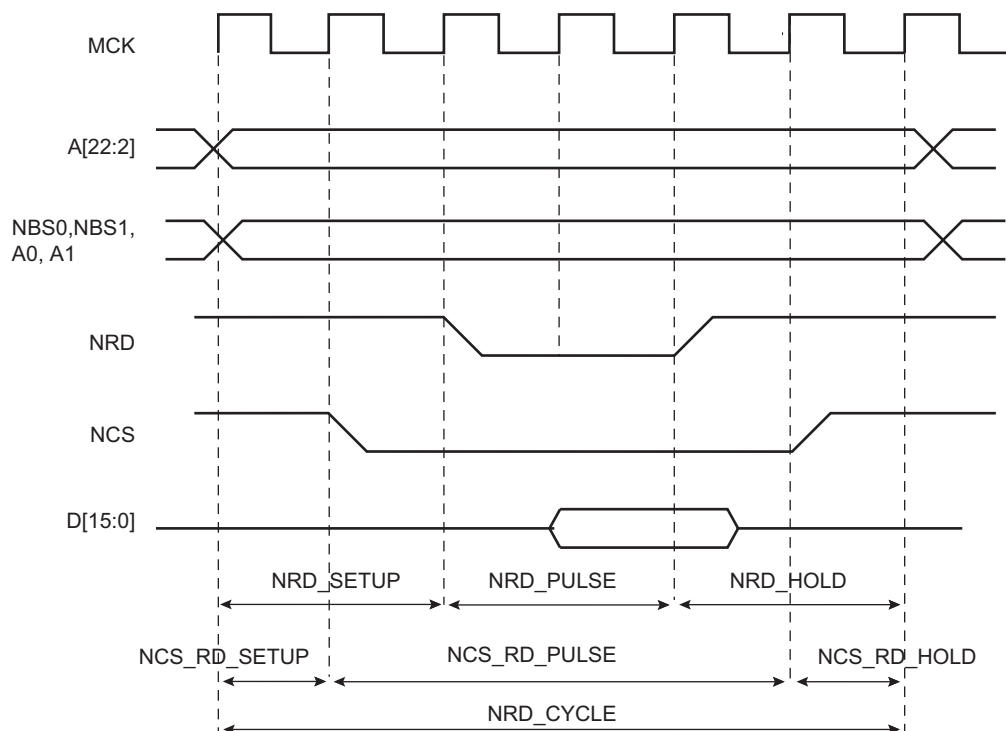 MCK
A[22:2]
NBS0,NBS1,
A0, A1
NRD
NCS
D[15:0]
NRD_SETUP NRD_PULSE NRD_HOLD
NCS_RD_SETUP NCS_RD_PULSE NCS_RD_HOLD
NRD_CYCLE